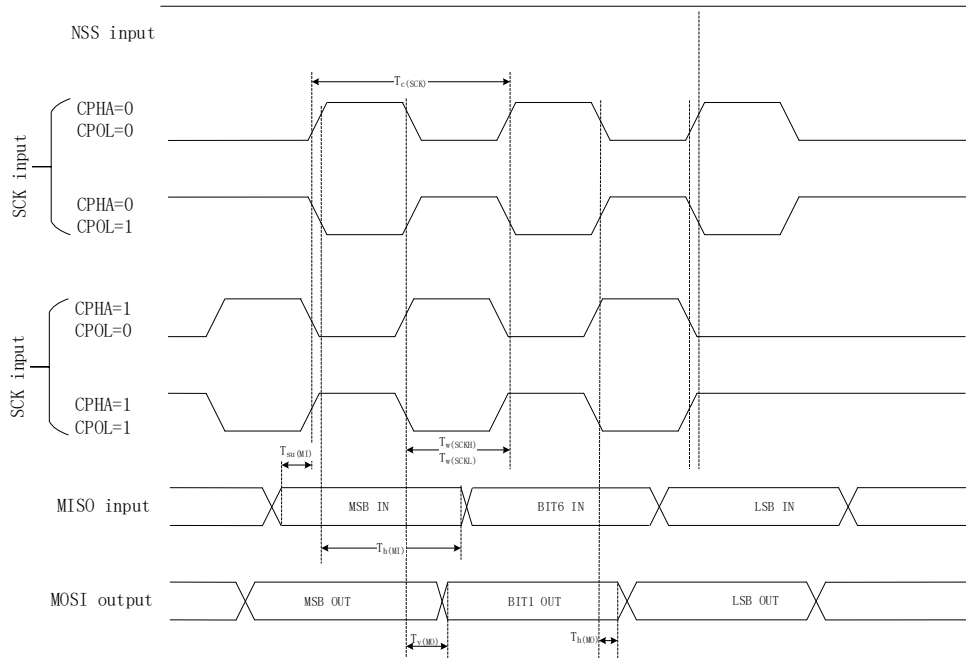 NSS input
Tc(SCK)
SCK input
CPHA=0
CPOL=0
CPHA=0
CPOL=1
SCK input
CPHA=1
CPOL=0
CPHA=1
CPOL=1
Tsu(MI)
Tw(SCKH)
Tw(SCKL)
MISO input
MSB IN
BIT6 IN
LSB IN
Th(MI)
MOSI output
MSB OUT
BIT1 OUT
LSB OUT
Tv(MO)
Th(MO)